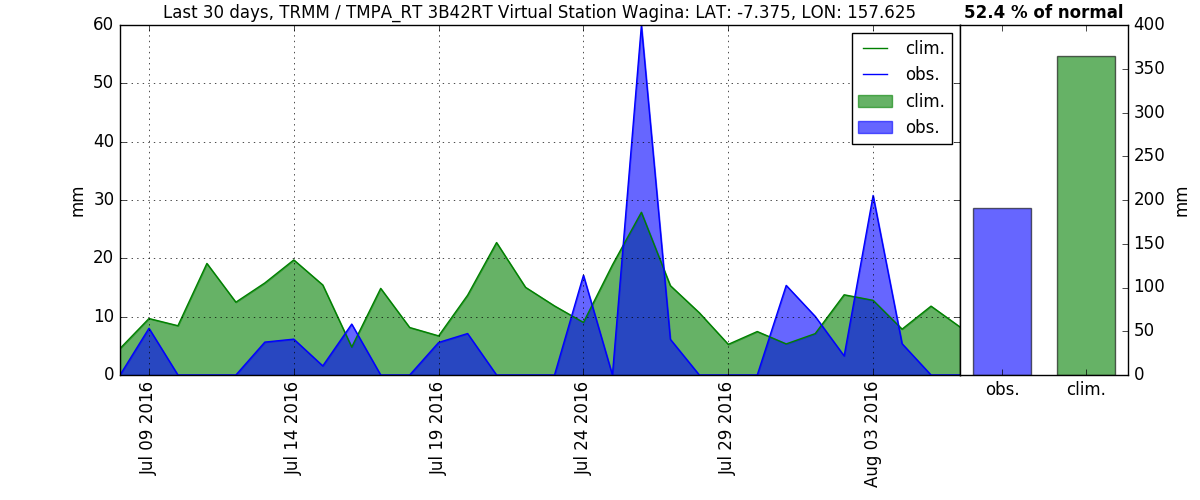 Last 30 days, TRMM / TMPA_RT 3B42RT Virtual Station Wagina: LAT: -7.375, LON: 157.625
52.4 % of normal
60
50
40
30
20
10
0
mm
clim.
obs.
clim.
obs.
Jul 09 2016
Jul 14 2016
Jul 19 2016
Jul 24 2016
Jul 29 2016
Aug 03 2016
400
350
300
250
200
150
100
50
0
mm
obs.
clim.